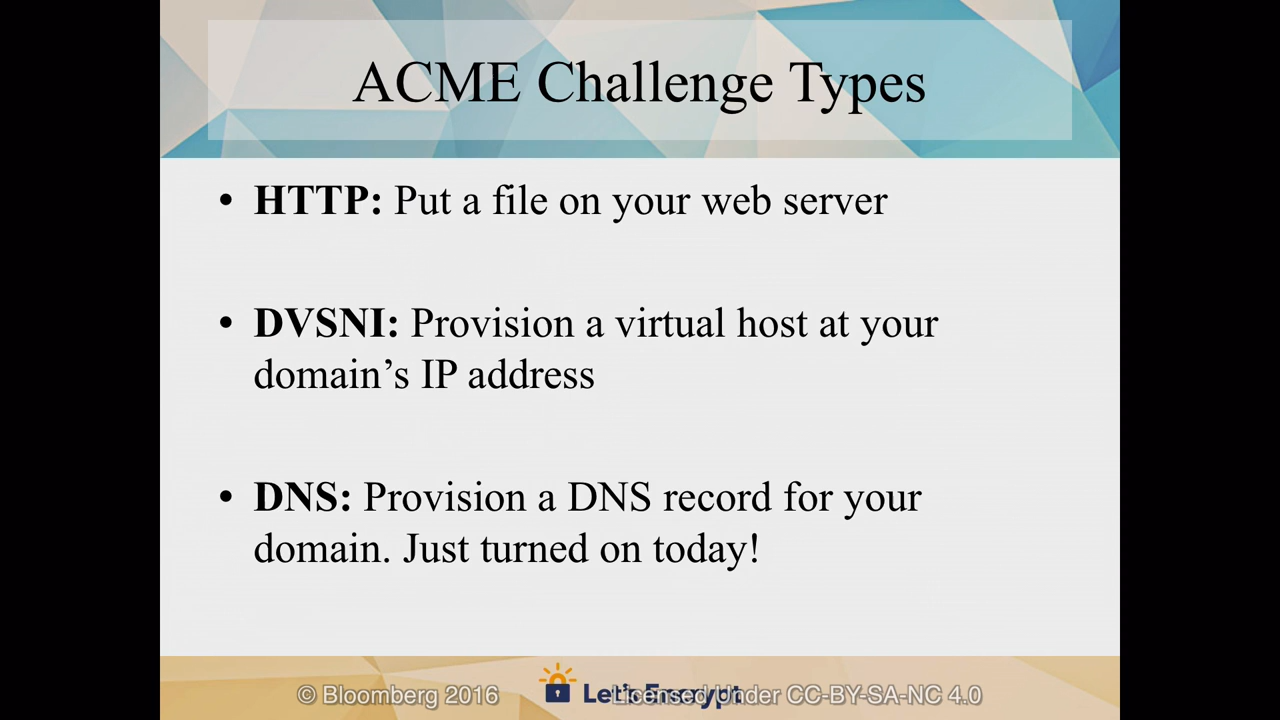 ACME Challenge Types
• HTTP: Put a file on your web server
• DVSNI: Provision a virtual host at your
domain’s IP address
• DNS: Provision a DNS record for your
domain. Just turned on today!
© Bloomberg 2016
Let's Encrypt
Licensed Under CC-BY-SA-NC 4.0